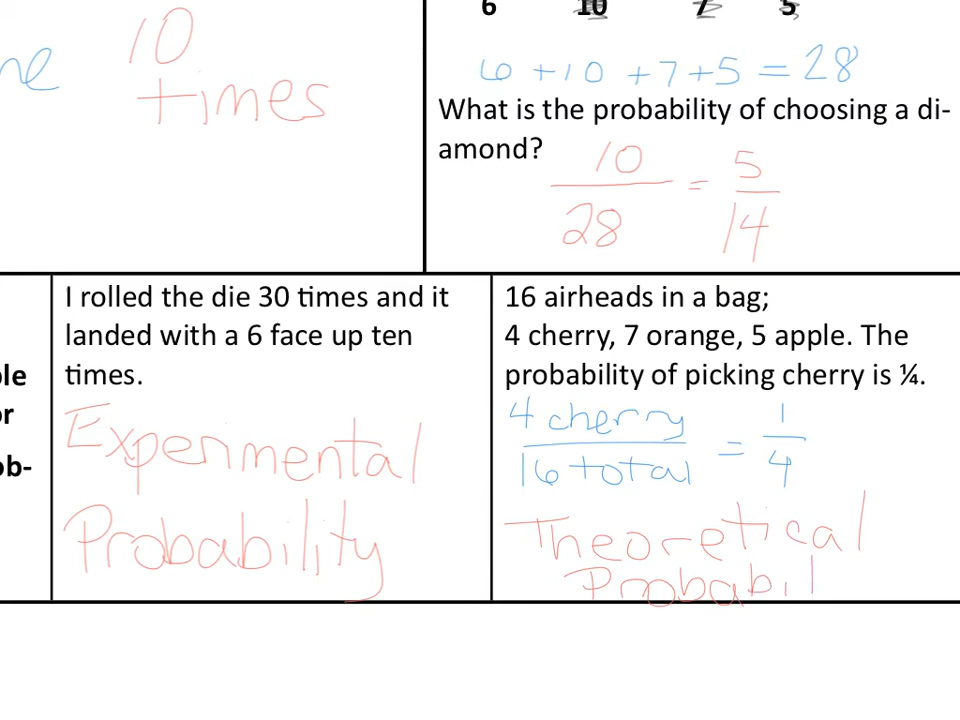 6 10 7 5
6 + 10 + 7 + 5 = 28
10
times
What is the probability of choosing a di-
amond?
10/28 = 5/14
I rolled the die 30 times and it
landed with a 6 face up ten
times.
Experimental
Probability
16 airheads in a bag;
4 cherry, 7 orange, 5 apple. The
probability of picking cherry is ¼.
4 cherry/16 total = 1/4
Theoretical
Probabil
ob-